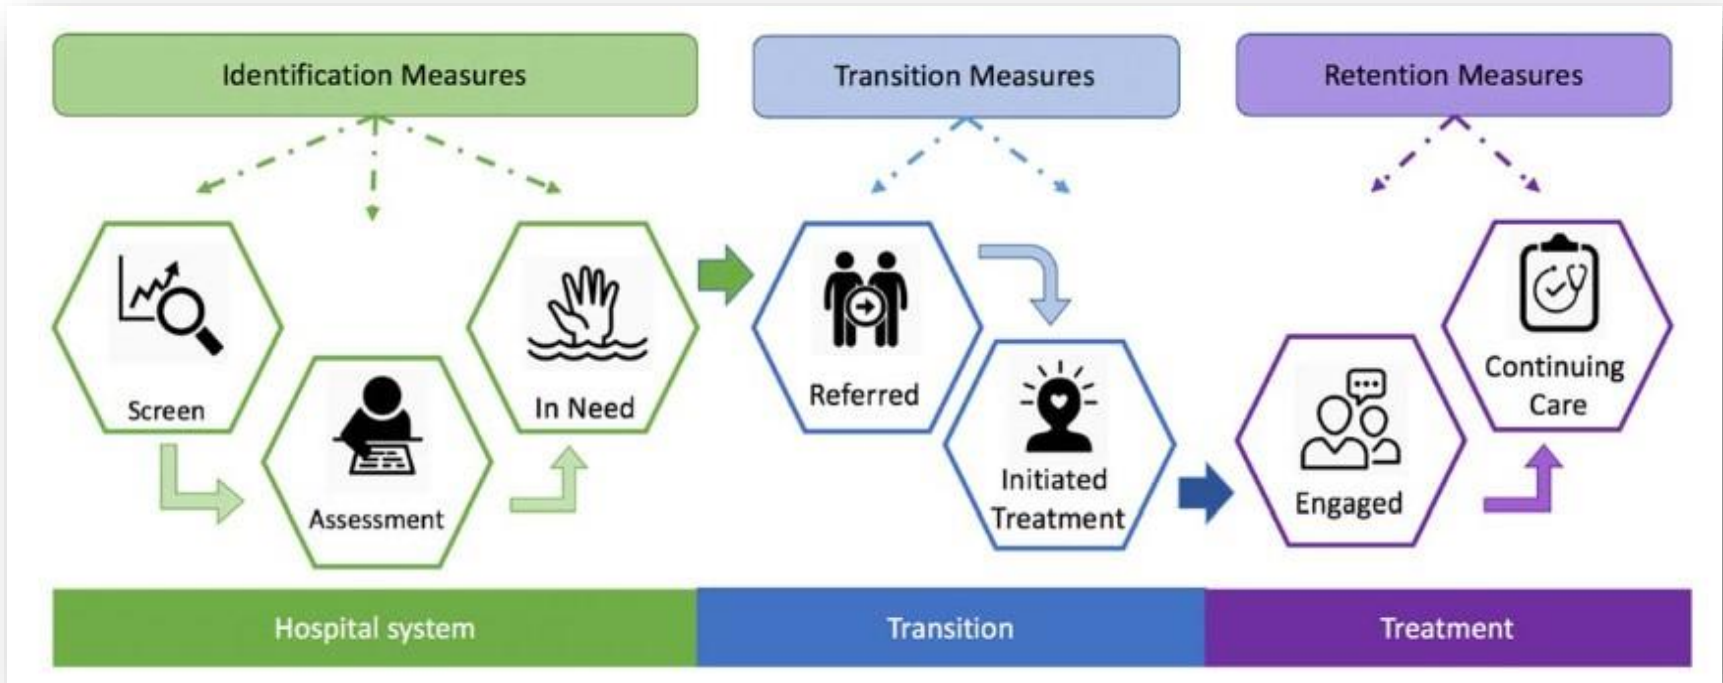 Identification Measures
Transition Measures
Retention Measures
Screen
Assessment
In Need
Referred
Initiated
Treatment
Engaged
Continuing
Care
Hospital system
Transition
Treatment